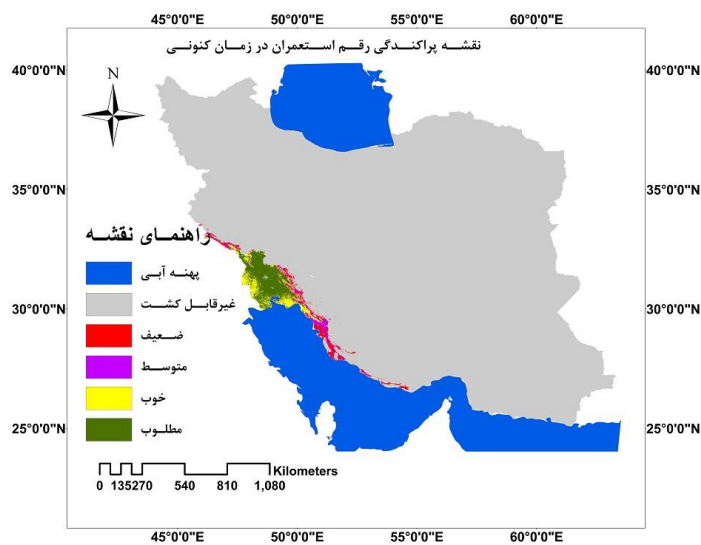 45°0'0"E 50°0'0"E 55°0'0"E 60°0'0"E
نقشه پراکندگی رقم استعمران در زمان کنونی
40°0'0"N 40°0'0"N
N
35°0'0"N 35°0'0"N
راهنمای نقشه
پهنه آبی
غیرقابل کشت
30°0'0"N 30°0'0"N
ضعیف
متوسط
خوب
مطلوب
25°0'0"N 25°0'0"N
Kilometers
0 135270 540 810 1,080
45°0'0"E 50°0'0"E 55°0'0"E 60°0'0"E